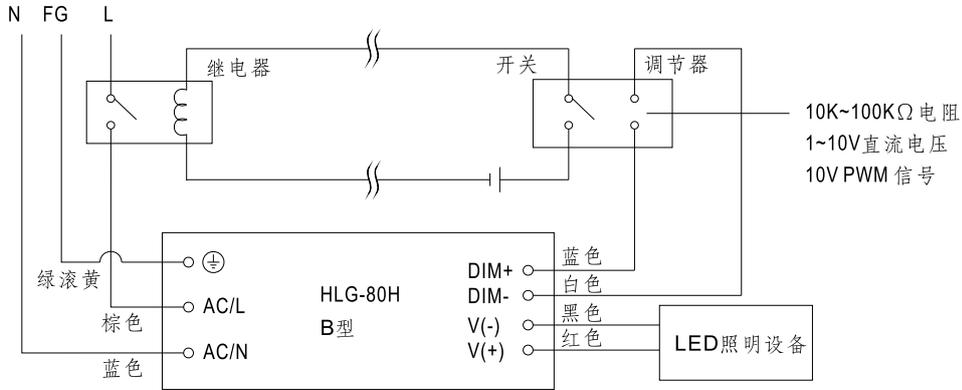 N FG L
继电器
开关
调节器
10K~100KΩ电阻
1~10V直流电压
10V PWM 信号
绿滚黄
棕色
蓝色
AC/L
AC/N
HLG-80H
B型
DIM+
DIM-
V(-)
V(+)
蓝色
白色
黑色
红色
LED照明设备